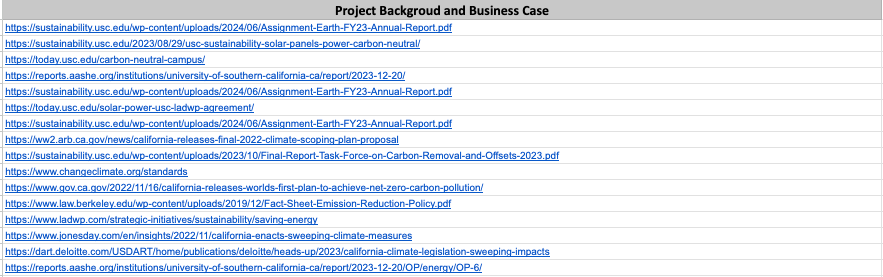 Project Backgroud and Business Case
https://sustainability.usc.edu/wp-content/uploads/2024/06/Assignment-Earth-FY23-Annual-Report.pdf
https://sustainability.usc.edu/2023/08/29/usc-sustainability-solar-panels-power-carbon-neutral/
https://today.usc.edu/carbon-neutral-campus/
https://reports.aashe.org/institutions/university-of-southern-california-ca/report/2023-12-20/
https://sustainability.usc.edu/wp-content/uploads/2024/06/Assignment-Earth-FY23-Annual-Report.pdf
https://today.usc.edu/solar-power-usc-ladwp-agreement/
https://sustainability.usc.edu/wp-content/uploads/2024/06/Assignment-Earth-FY23-Annual-Report.pdf
https://ww2.arb.ca.gov/news/california-releases-final-2022-climate-scoping-plan-proposal
https://sustainability.usc.edu/wp-content/uploads/2023/10/Final-Report-Task-Force-on-Carbon-Removal-and-Offsets-2023.pdf
https://www.changeclimate.org/standards
https://www.gov.ca.gov/2022/11/16/california-releases-worlds-first-plan-to-achieve-net-zero-carbon-pollution/
https://www.law.berkeley.edu/wp-content/uploads/2019/12/Fact-Sheet-Emission-Reduction-Policy.pdf
https://www.ladwp.com/strategic-initiatives/sustainability/saving-energy
https://www.jonesday.com/en/insights/2022/11/california-enacts-sweeping-climate-measures
https://dart.deloitte.com/USDART/home/publications/deloitte/heads-up/2023/california-climate-legislation-sweeping-impacts
https://reports.aashe.org/institutions/university-of-southern-california-ca/report/2023-12-20/OP/energy/OP-6/